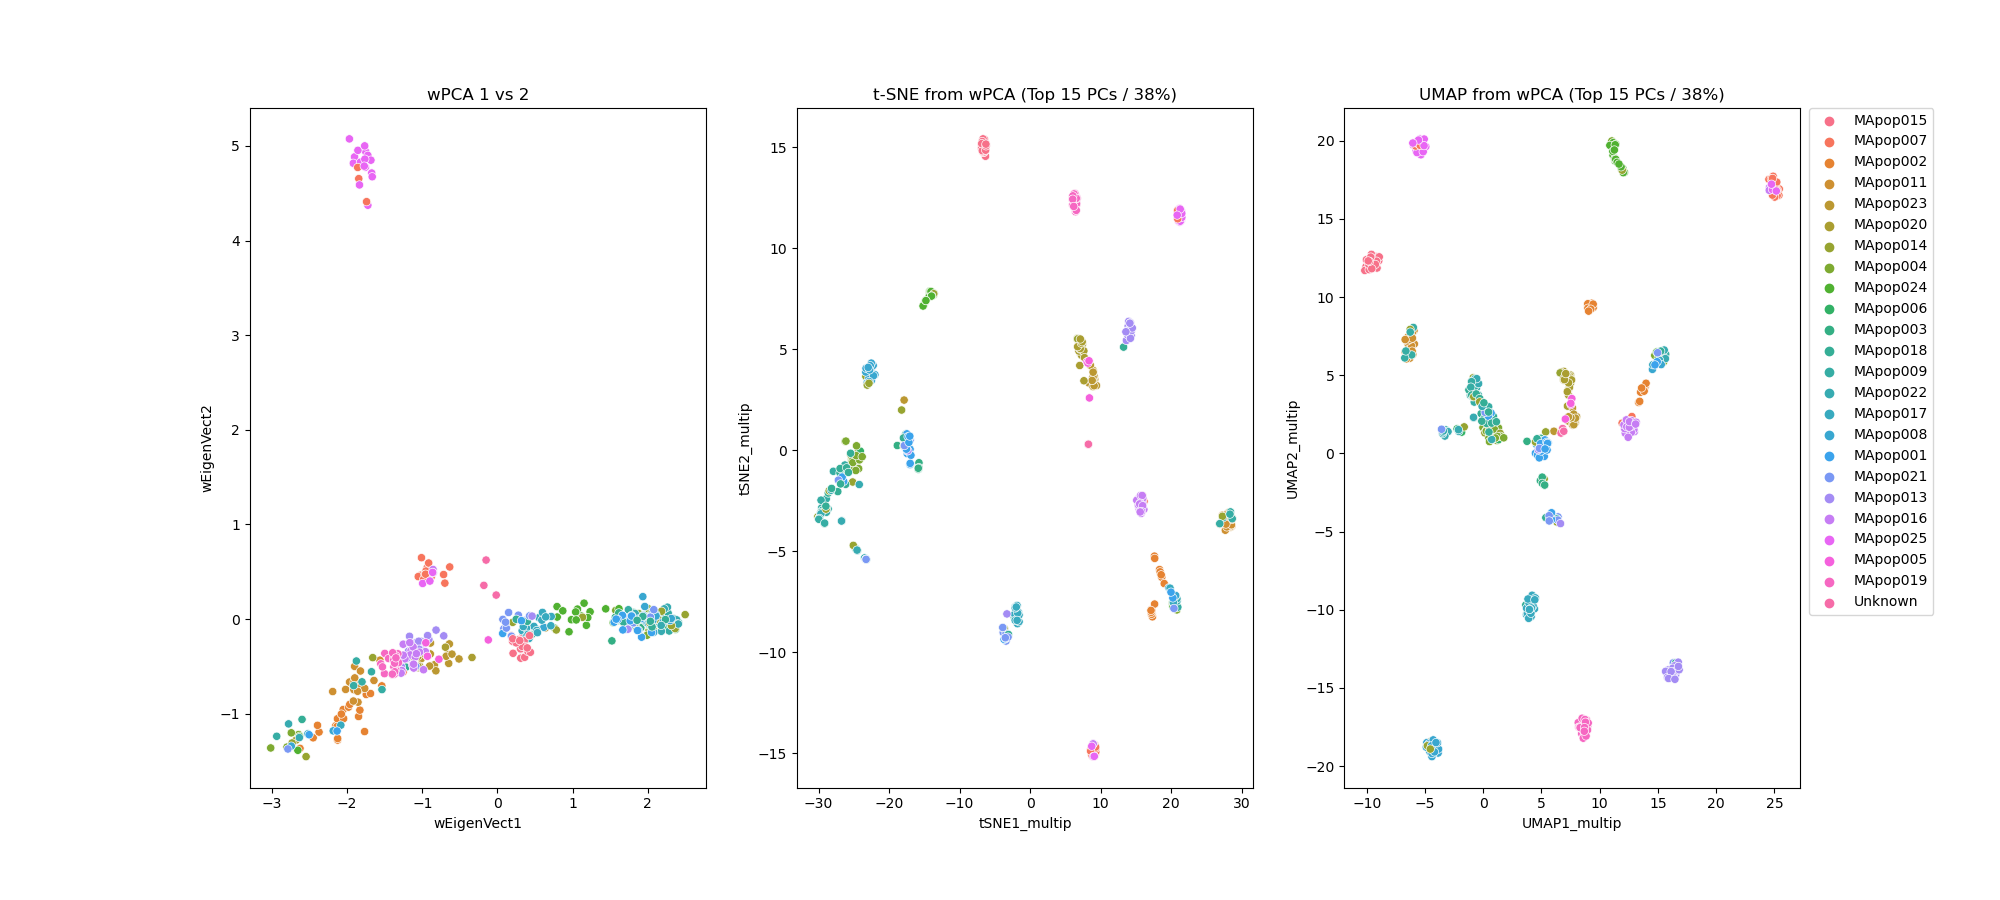 wPCA 1 vs 2
5
4
3
2
1
0
−1
−3
−2
−1
0
1
2
wEigenVect1
wEigenVect2
t-SNE from wPCA (Top 15 PCs / 38%)
15
10
5
0
−5
−10
−15
−30
−20
−10
0
10
20
30
tSNE1_multip
tSNE2_multip
UMAP from wPCA (Top 15 PCs / 38%)
20
15
10
5
0
−5
−10
−15
−20
−10
−5
0
5
10
15
20
25
UMAP1_multip
UMAP2_multip
MApop015
MApop007
MApop002
MApop011
MApop023
MApop020
MApop014
MApop004
MApop024
MApop006
MApop003
MApop018
MApop009
MApop022
MApop017
MApop008
MApop001
MApop021
MApop013
MApop016
MApop025
MApop005
MApop019
Unknown